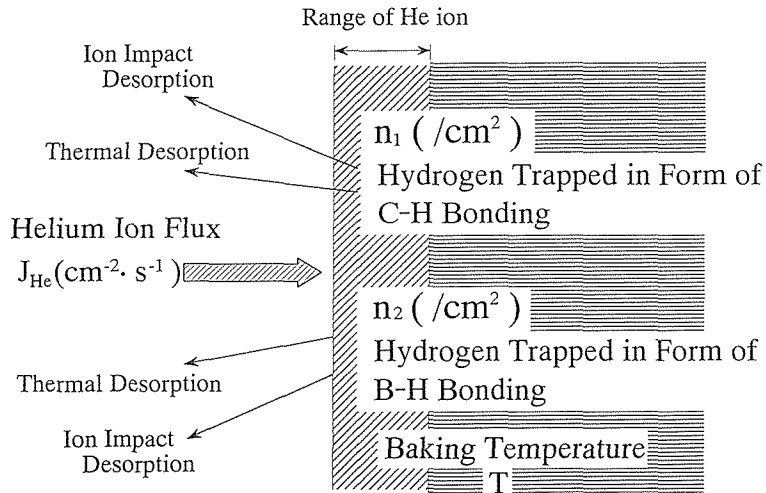 Range of He ion
Ion Impact
Desorption
Thermal Desorption
n₁ ( /cm² )
Hydrogen Trapped in Form of
C-H Bonding
Helium Ion Flux
J_He(cm⁻²· s⁻¹)
n₂ ( /cm² )
Hydrogen Trapped in Form of
B-H Bonding
Thermal Desorption
Ion Impact
Desorption
Baking Temperature
T